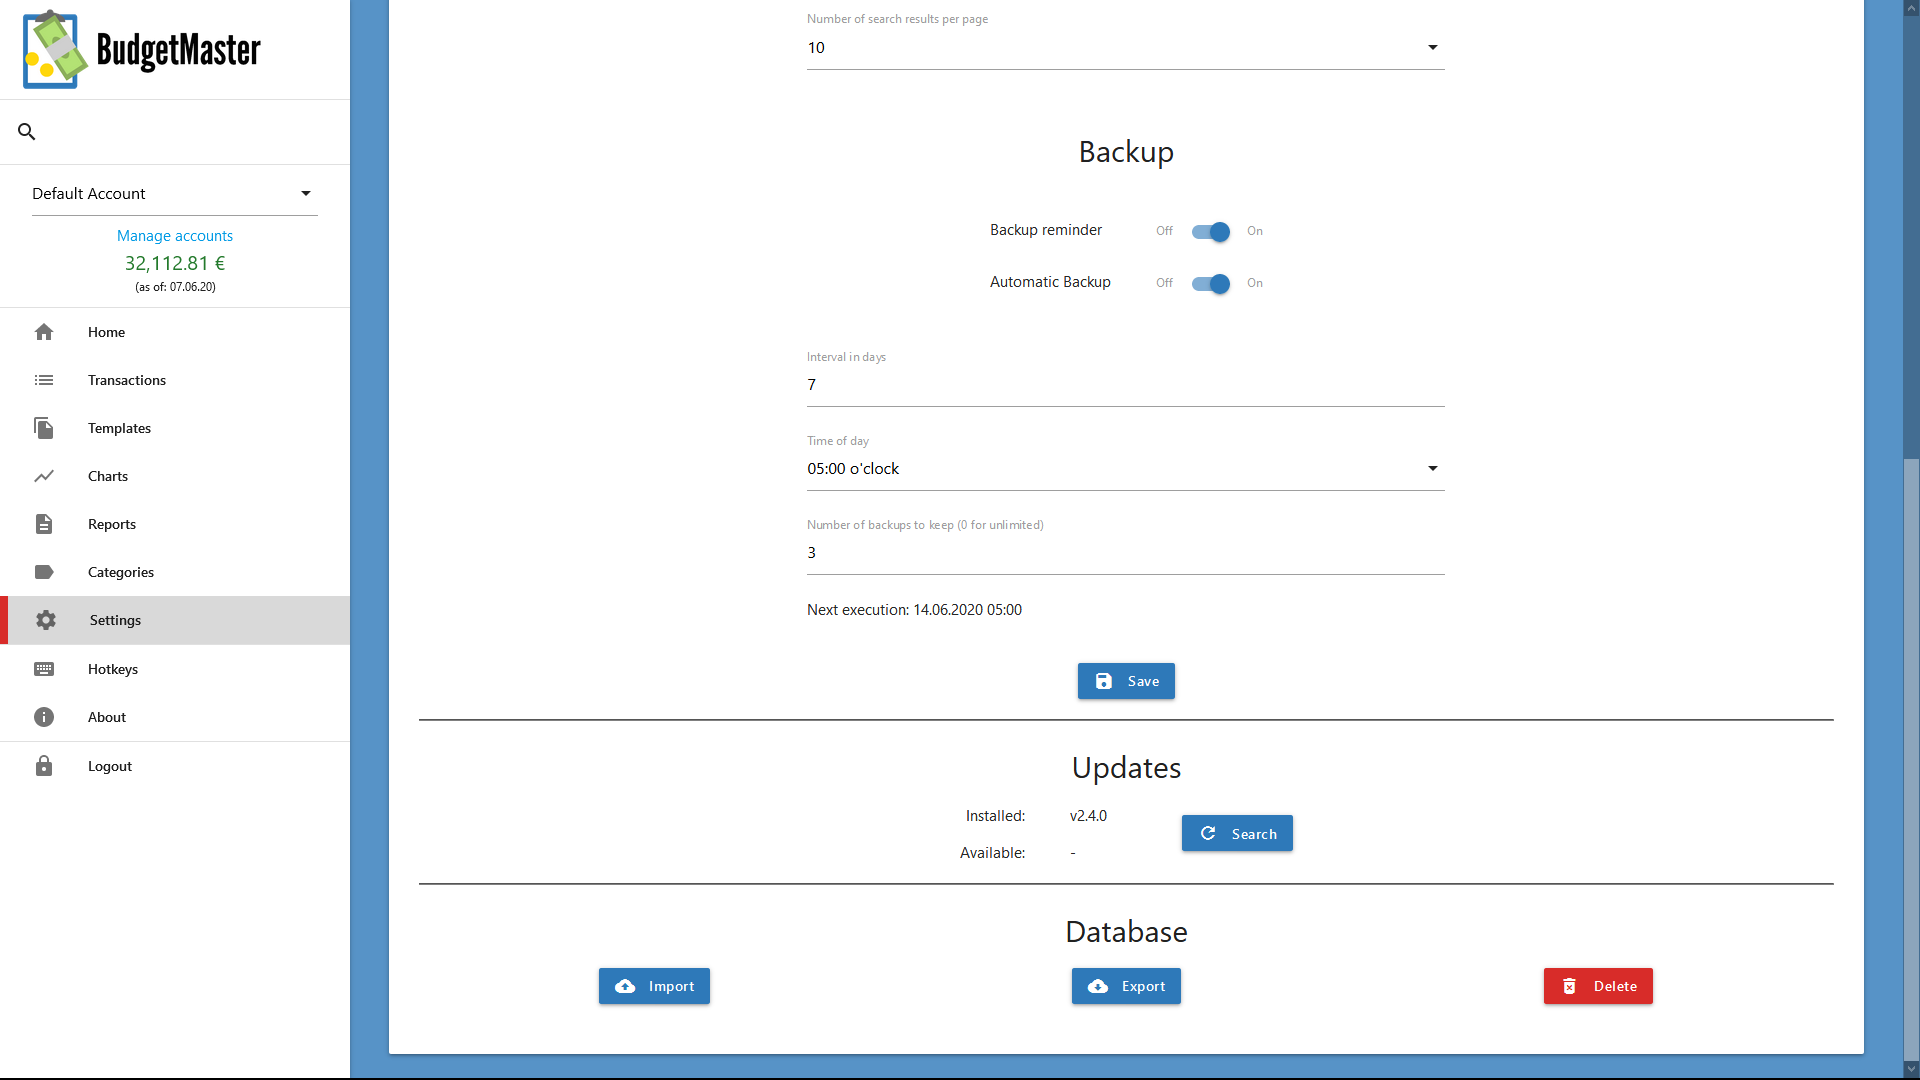 BudgetMaster
Default Account
Manage accounts
32,112.81 €
(as of: 07.06.20)
Home
Transactions
Templates
Charts
Reports
Categories
Settings
Hotkeys
About
Logout
Number of search results per page
10
Backup
Backup reminder Off On
Automatic Backup Off On
Interval in days
7
Time of day
05:00 o'clock
Number of backups to keep (0 for unlimited)
3
Next execution: 14.06.2020 05:00
Save
Updates
Installed: v2.4.0
Search
Available: -
Database
Import Export Delete